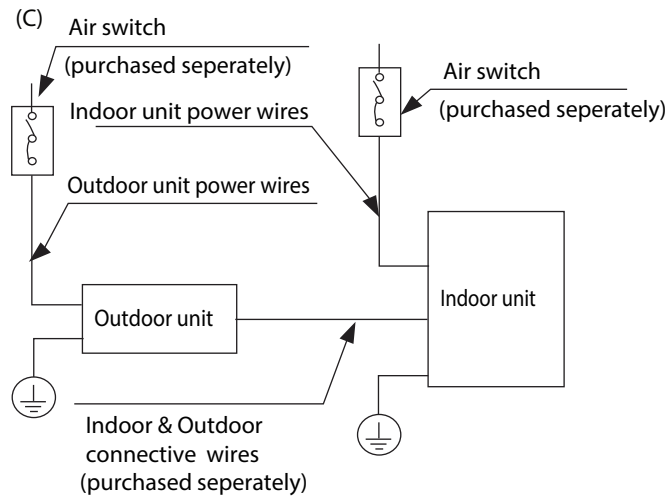 (C)
Air switch
(purchased seperately)
Air switch
(purchased seperately)
Indoor unit power wires
Outdoor unit power wires
Outdoor unit
Indoor unit
Indoor & Outdoor
connective wires
(purchased seperately)